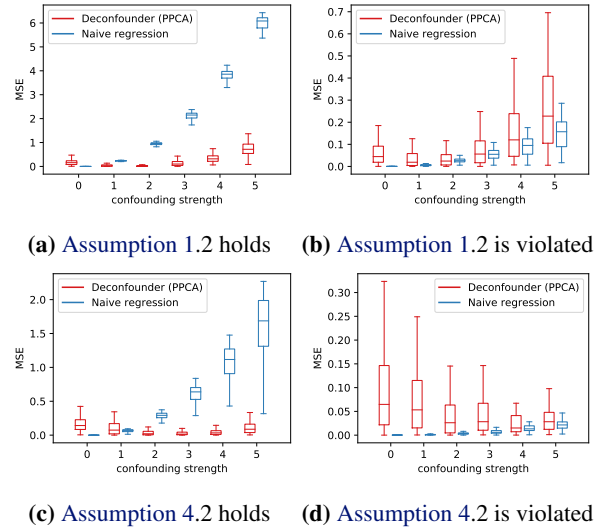 6
5
4
3
2
1
0
MSE
Deconfounder (PPCA)
Naive regression
0 1 2 3 4 5
confounding strength
(a) Assumption 1.2 holds
0.7
0.6
0.5
0.4
0.3
0.2
0.1
0.0
MSE
Deconfounder (PPCA)
Naive regression
0 1 2 3 4 5
confounding strength
(b) Assumption 1.2 is violated
2.0
1.5
1.0
0.5
0.0
MSE
Deconfounder (PPCA)
Naive regression
0 1 2 3 4 5
confounding strength
(c) Assumption 4.2 holds
0.30
0.25
0.20
0.15
0.10
0.05
0.00
MSE
Deconfounder (PPCA)
Naive regression
0 1 2 3 4 5
confounding strength
(d) Assumption 4.2 is violated